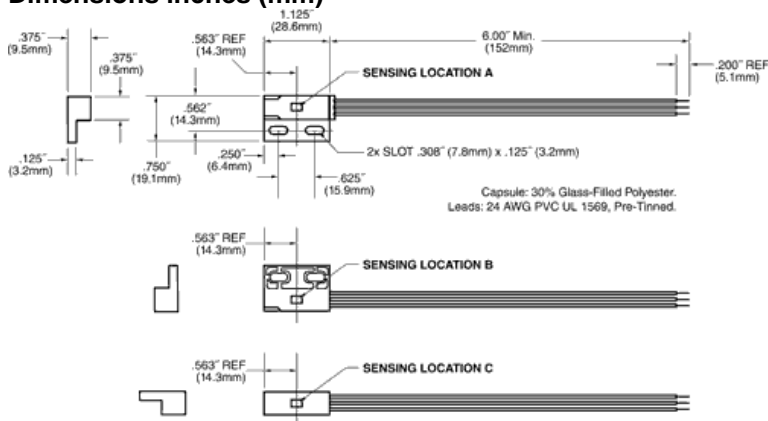 Dimensions Inches (mm)
1.125″
(28.6mm)
.375″
(9.5mm)
.563″ REF
(14.3mm)
6.00″ Min.
(152mm)
.375″
(9.5mm)
.200″ REF
(5.1mm)
SENSING LOCATION A
.562″
(14.3mm)
2x SLOT .308″ (7.8mm) x .125″ (3.2mm)
.125″
(3.2mm)
.750″
(19.1mm)
.250″
(6.4mm)
.625″
(15.9mm)
Capsule: 30% Glass-Filled Polyester.
Leads: 24 AWG PVC UL 1569, Pre-Tinned.
.563″ REF
(14.3mm)
SENSING LOCATION B
.563″ REF
(14.3mm)
SENSING LOCATION C